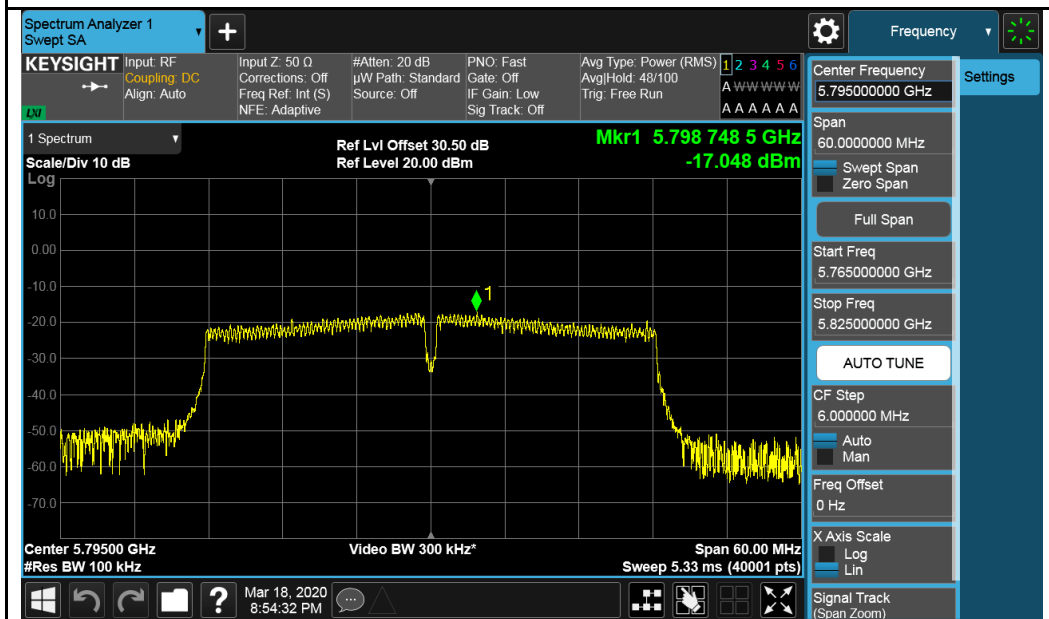 Spectrum Analyzer 1
Swept SA
Frequency
KEYSIGHT
Input: RF
Coupling: DC
Align: Auto
LXI
Input Z: 50 Ω
Corrections: Off
Freq Ref: Int (S)
NFE: Adaptive
#Atten: 20 dB
µW Path: Standard
Source: Off
PNO: Fast
Gate: Off
IF Gain: Low
Sig Track: Off
Avg Type: Power (RMS)
Avg|Hold: 48/100
Trig: Free Run
1 2 3 4 5 6
A W W W W W
A A A A A A
1 Spectrum
Scale/Div 10 dB
Log
Ref Lvl Offset 30.50 dB
Ref Level 20.00 dBm
Mkr1 5.798 748 5 GHz
-17.048 dBm
10.0
0.00
-10.0
-20.0
-30.0
-40.0
-50.0
-60.0
-70.0
1
Center 5.79500 GHz
#Res BW 100 kHz
Video BW 300 kHz*
Span 60.00 MHz
Sweep 5.33 ms (40001 pts)
Mar 18, 2020
8:54:32 PM
Center Frequency
5.795000000 GHz
Settings
Span
60.0000000 MHz
Swept Span
Zero Span
Full Span
Start Freq
5.765000000 GHz
Stop Freq
5.825000000 GHz
AUTO TUNE
CF Step
6.000000 MHz
Auto
Man
Freq Offset
0 Hz
X Axis Scale
Log
Lin
Signal Track
(Span Zoom)